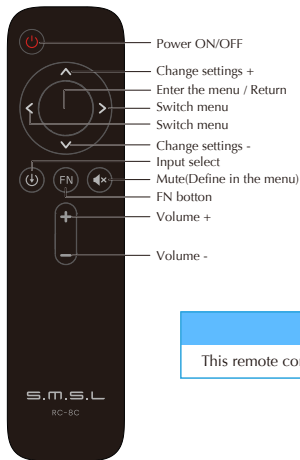 Power ON/OFF
Change settings +
Enter the menu / Return
Switch menu
Switch menu
Change settings -
Input select
Mute(Define in the menu)
FN
FN botton
Volume +
Volume -
This remote
S.M.S.L
RC-8C